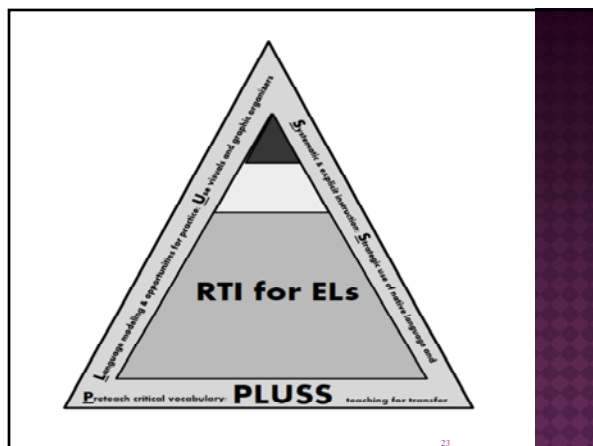 Preteach critical vocabulary:
Language modeling & opportunities for practice:
Use visuals and graphic organizers
Systematic & explicit instruction:
Strategic use of native language and
teaching for transfer
PLUSS
RTI for ELs
23